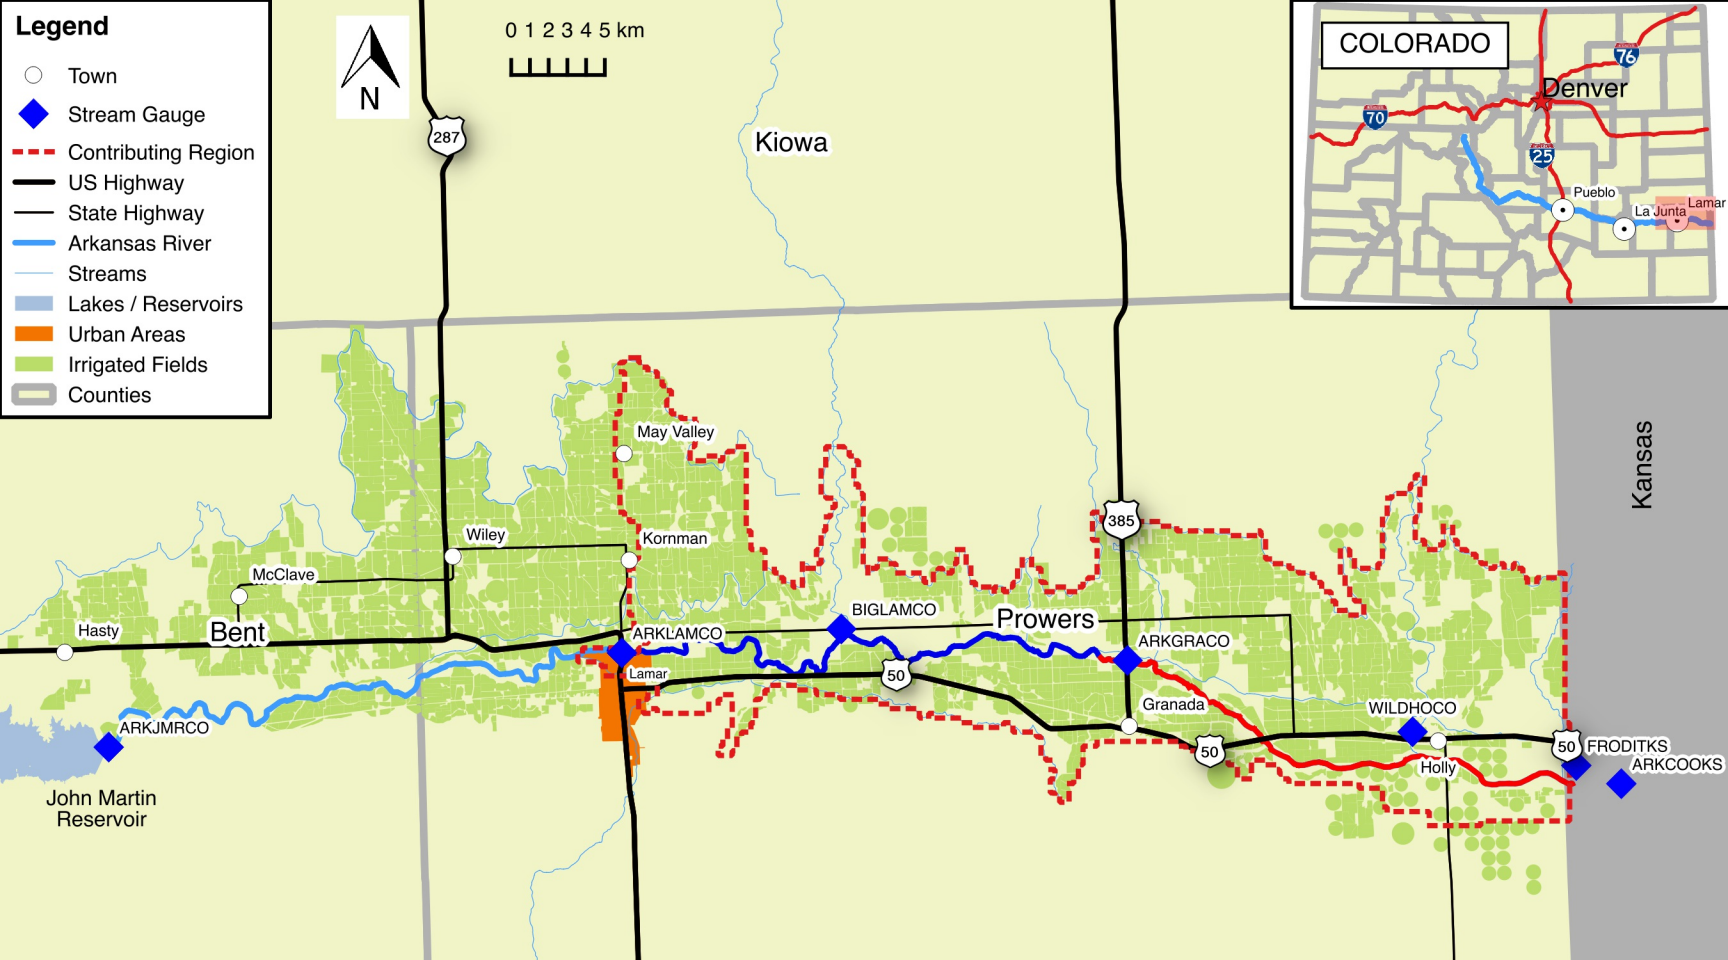 Legend
Town
Stream Gauge
Contributing Region
US Highway
State Highway
Arkansas River
Streams
Lakes / Reservoirs
Urban Areas
Irrigated Fields
Counties
N
0 1 2 3 4 5 km
287
Kiowa
COLORADO
76
Denver
70
25
Pueblo
La Junta
Lamar
Kansas
May Valley
385
Wiley
Kornman
McClave
BIGLAMCO
Hasty
Bent
ARKLAMCO
Prowers
ARKGRACO
Lamar
50
Granada
WILDHOCO
ARKJMRCO
50
50
FRODITKS
Holly
ARKCOOKS
John Martin
Reservoir